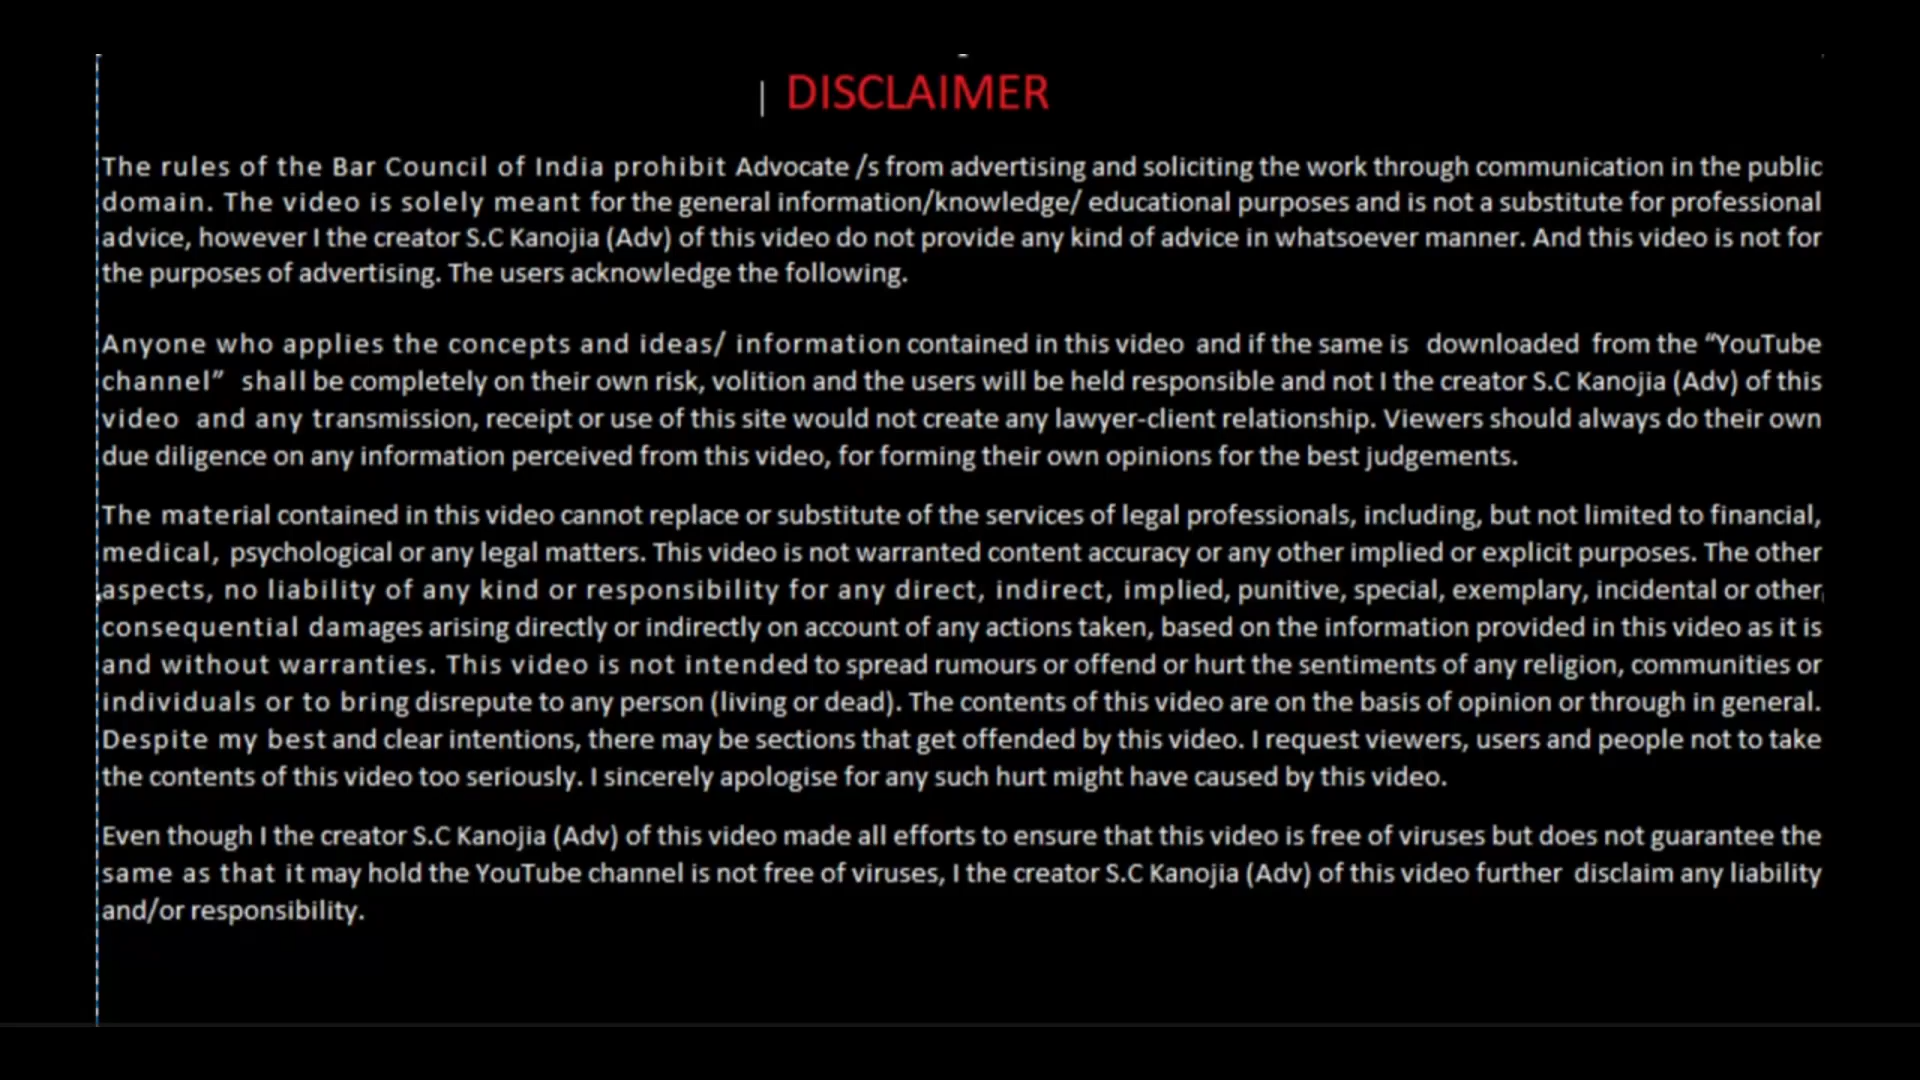 DISCLAIMER
The rules of the Bar Council of India prohibit Advocate /s from advertising and soliciting the work through communication in the public
domain. The video is solely meant for the general information/knowledge/ educational purposes and is not a substitute for professional
advice, however I the creator S.C Kanojia (Adv) of this video do not provide any kind of advice in whatsoever manner. And this video is not for
the purposes of advertising. The users acknowledge the following.
Anyone who applies the concepts and ideas/ information contained in this video and if the same is downloaded from the “YouTube
channel” shall be completely on their own risk, volition and the users will be held responsible and not I the creator S.C Kanojia (Adv) of this
video and any transmission, receipt or use of this site would not create any lawyer-client relationship. Viewers should always do their own
due diligence on any information perceived from this video, for forming their own opinions for the best judgements.
The material contained in this video cannot replace or substitute of the services of legal professionals, including, but not limited to financial,
medical, psychological or any legal matters. This video is not warranted content accuracy or any other implied or explicit purposes. The other
aspects, no liability of any kind or responsibility for any direct, indirect, implied, punitive, special, exemplary, incidental or other
consequential damages arising directly or indirectly on account of any actions taken, based on the information provided in this video as it is
and without warranties. This video is not intended to spread rumours or offend or hurt the sentiments of any religion, communities or
individuals or to bring disrepute to any person (living or dead). The contents of this video are on the basis of opinion or through in general.
Despite my best and clear intentions, there may be sections that get offended by this video. I request viewers, users and people not to take
the contents of this video too seriously. I sincerely apologise for any such hurt might have caused by this video.
Even though I the creator S.C Kanojia (Adv) of this video made all efforts to ensure that this video is free of viruses but does not guarantee the
same as that it may hold the YouTube channel is not free of viruses, I the creator S.C Kanojia (Adv) of this video further disclaim any liability
and/or responsibility.